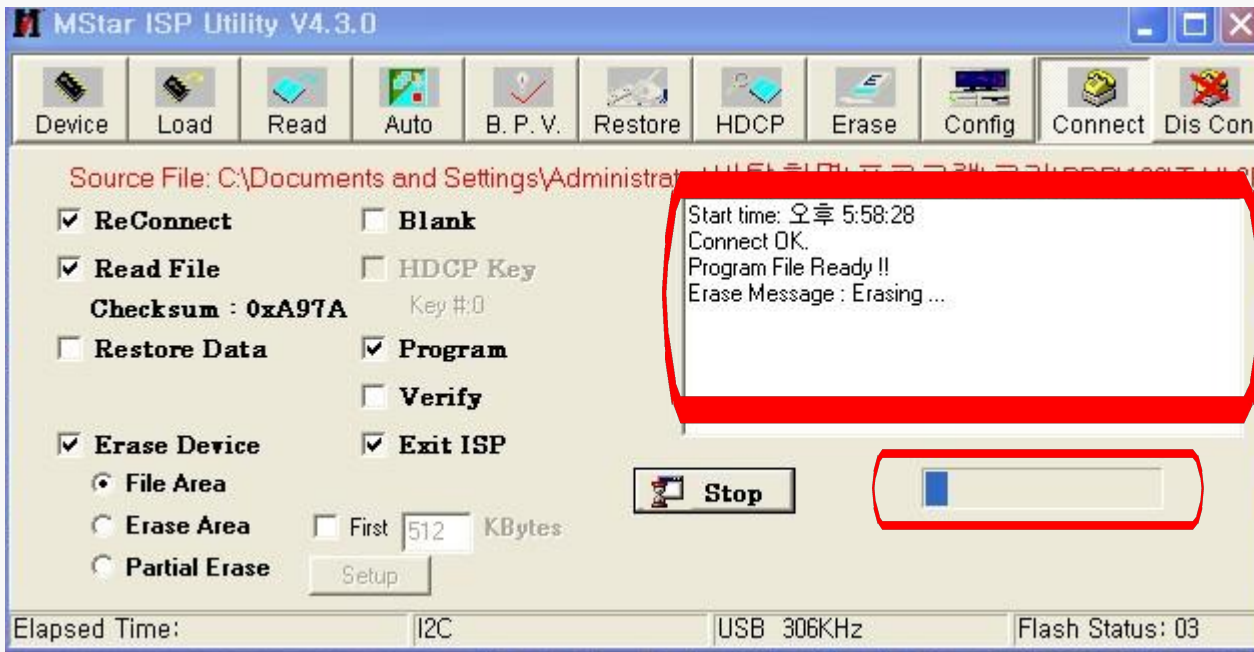 MStar ISP Utility V4.3.0
Device Load Read Auto B. P. V. Restore HDCP Erase Config Connect Dis Con
Source File: C:\Documents and Settings\Administrator
ReConnect Blank
Read File HDCP Key
Checksum : 0xA97A Key #:0
Restore Data Program
Verify
Erase Device Exit ISP
File Area
Erase Area First 512 KBytes
Partial Erase Setup
Start time: 오후 5:58:28
Connect OK.
Program File Ready !!
Erase Message : Erasing ...
Stop
Elapsed Time: I2C USB 306KHz Flash Status: 03